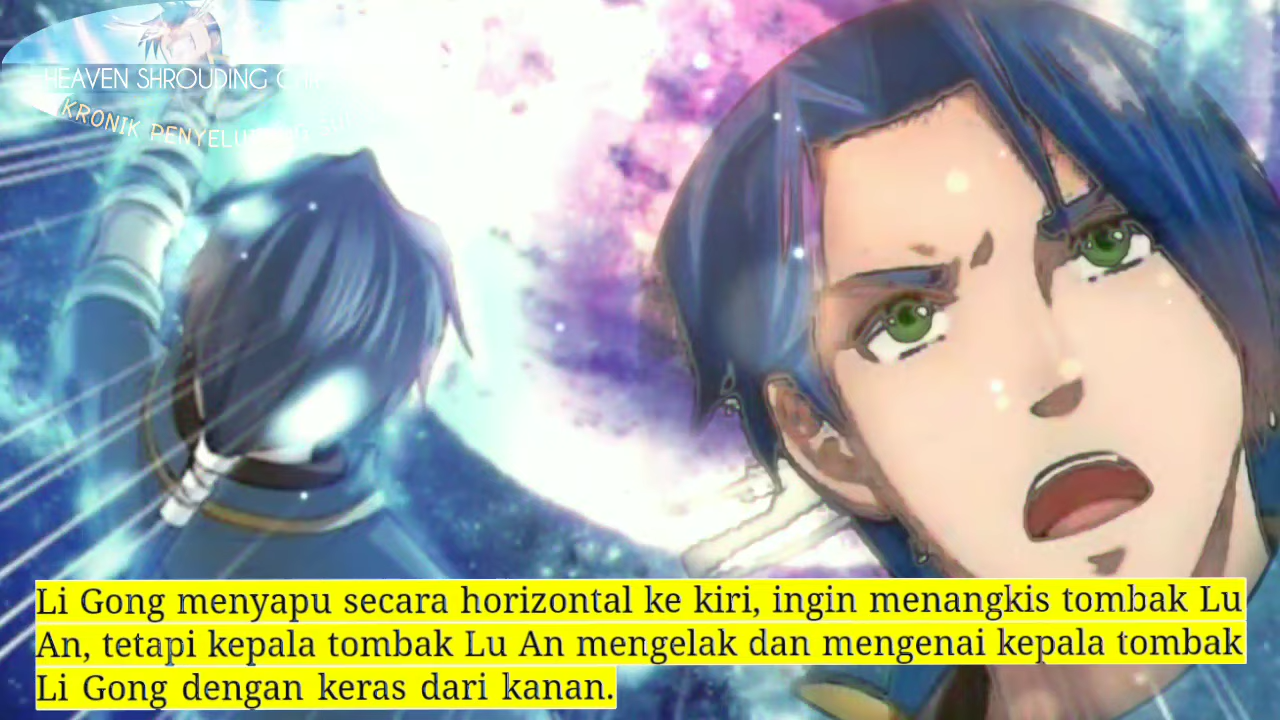 HEAVEN SHROUDING
KRONIK
Li Gong menyapu secara horizontal ke kiri, ingin menangkis tombak Lu
An, tetapi kepala tombak Lu An mengelak dan mengenai kepala tombak
Li Gong dengan keras dari kanan.